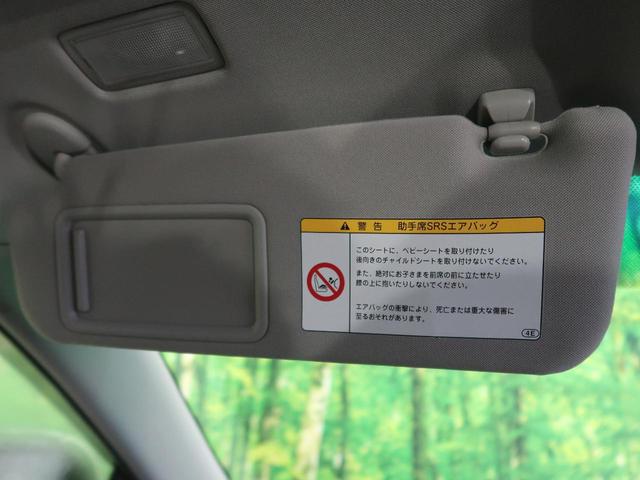 警告 助手席SRSエアバッグ
このシートに、ベビーシートを取り付けたり
後向きのチャイルドシートを取り付けないでください。
また、絶対にお子さまを前席の前に立たせたり
膝の上に抱いたりしないでください。
エアバッグの衝撃により、死亡または重大な傷害に
至るおそれがあります。
4E